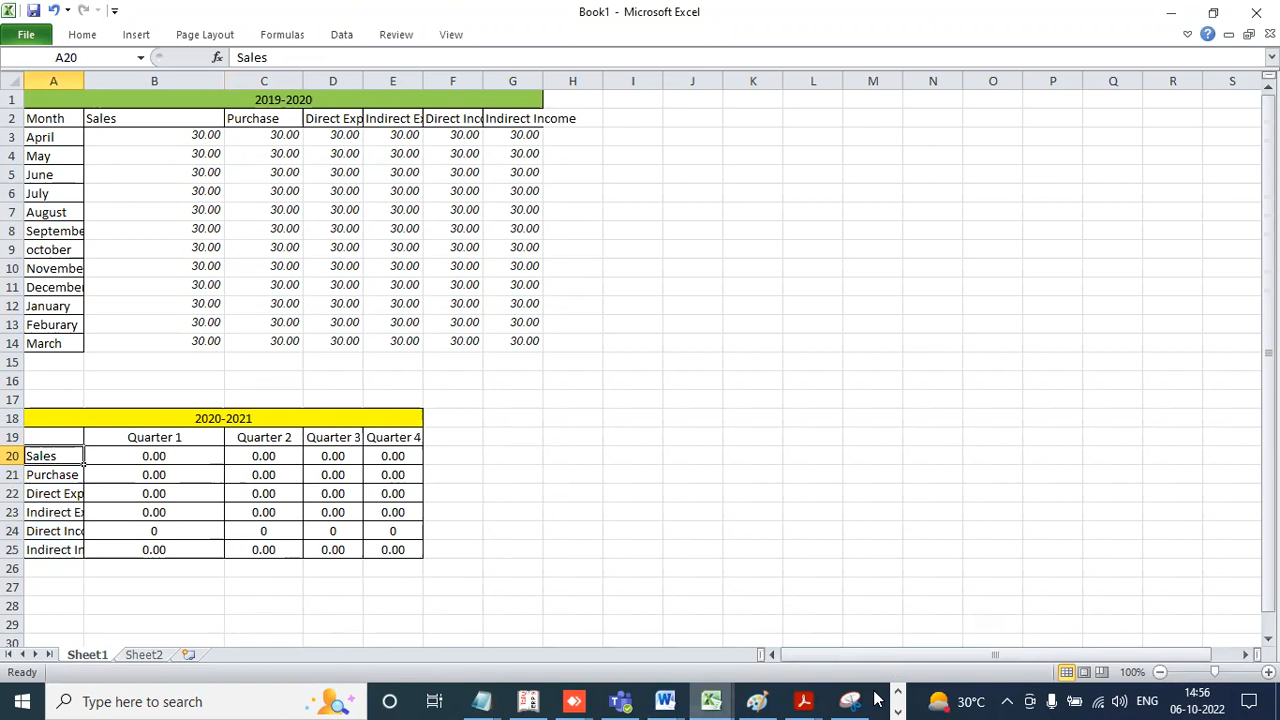 Book1 - Microsoft Excel
File Home Insert Page Layout Formulas Data Review View
A20 fx Sales
A B C D E F G H I J K L M N O P Q R S
1 2019-2020
2 Month Sales Purchase Direct Exp Indirect E Direct Inc Indirect Income
3 April 30.00 30.00 30.00 30.00 30.00 30.00
4 May 30.00 30.00 30.00 30.00 30.00 30.00
5 June 30.00 30.00 30.00 30.00 30.00 30.00
6 July 30.00 30.00 30.00 30.00 30.00 30.00
7 August 30.00 30.00 30.00 30.00 30.00 30.00
8 Septembe 30.00 30.00 30.00 30.00 30.00 30.00
9 october 30.00 30.00 30.00 30.00 30.00 30.00
10 Novembe 30.00 30.00 30.00 30.00 30.00 30.00
11 December 30.00 30.00 30.00 30.00 30.00 30.00
12 January 30.00 30.00 30.00 30.00 30.00 30.00
13 Feburary 30.00 30.00 30.00 30.00 30.00 30.00
14 March 30.00 30.00 30.00 30.00 30.00 30.00
15
16
17
18 2020-2021
19 Quarter 1 Quarter 2 Quarter 3 Quarter 4
20 Sales 0.00 0.00 0.00 0.00
21 Purchase 0.00 0.00 0.00 0.00
22 Direct Exp 0.00 0.00 0.00 0.00
23 Indirect E 0.00 0.00 0.00 0.00
24 Direct Inc 0 0 0 0
25 Indirect In 0.00 0.00 0.00 0.00
26
27
28
29
30
Sheet1 Sheet2
Ready 100%
Type here to search 30°C ENG 14:56
06-10-2022